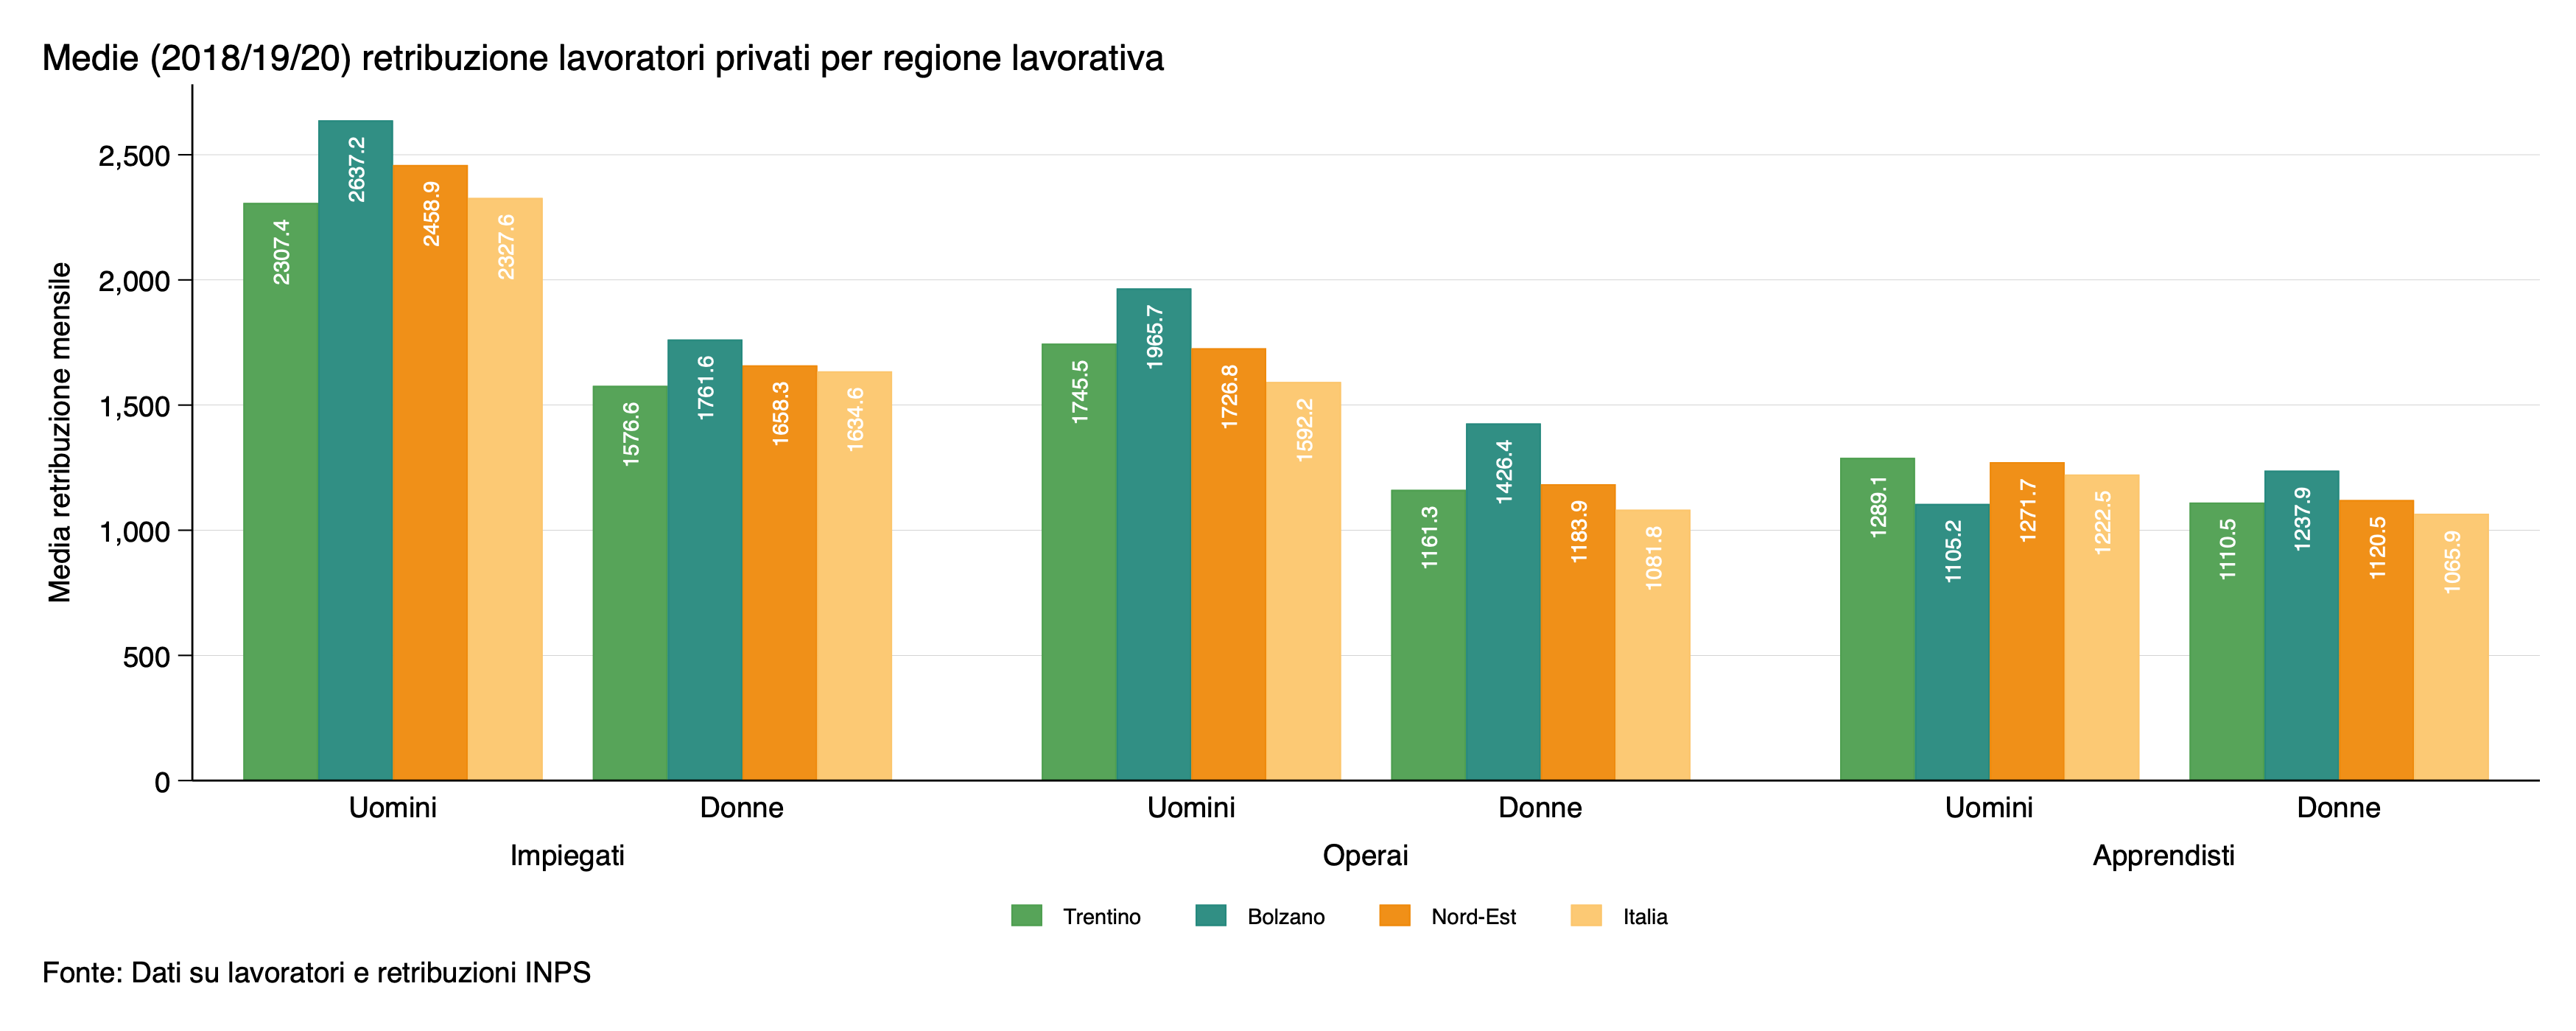 Medie (2018/19/20) retribuzione lavoratori privati per regione lavorativa
Media retribuzione mensile
2,500
2,000
1,500
1,000
500
0
2307.4 2637.2 2458.9 2327.6 1576.6 1761.6 1658.3 1634.6 1745.5 1965.7 1726.8 1592.2 1161.3 1426.4 1183.9 1081.8 1289.1 1105.2 1271.7 1222.5 1110.5 1237.9 1120.5 1065.9
Uomini Donne Uomini Donne Uomini Donne
Impiegati Operai Apprendisti
Trentino Bolzano Nord-Est Italia
Fonte: Dati su lavoratori e retribuzioni INPS